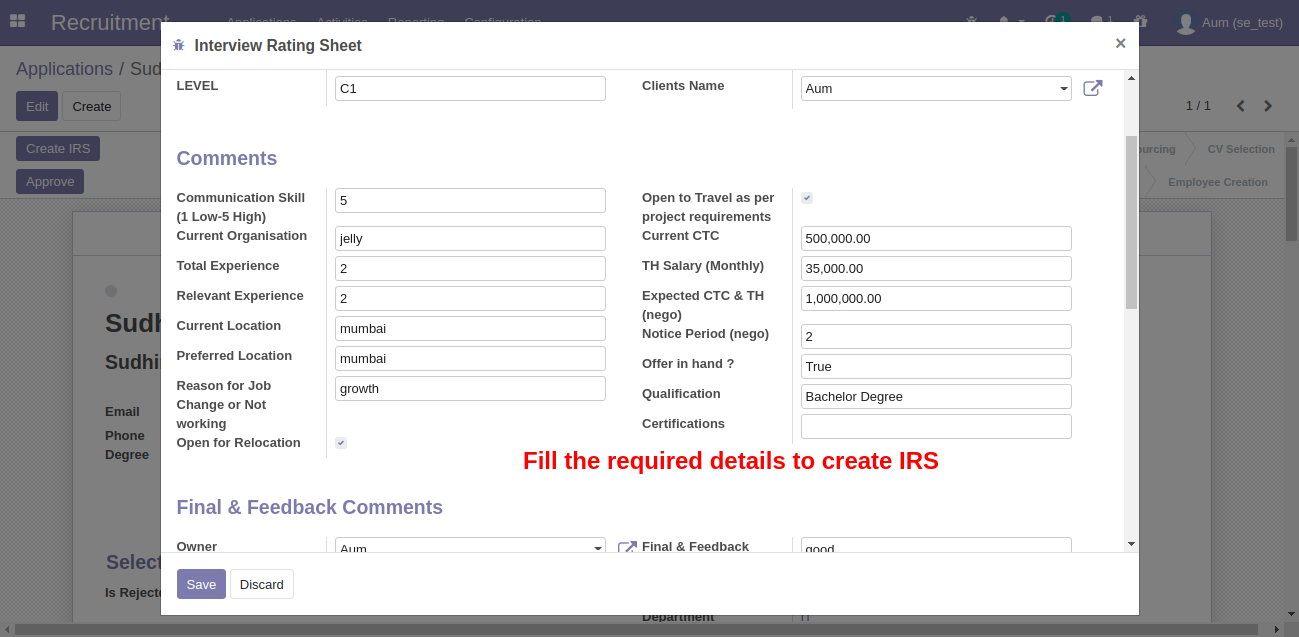 Recruitment Applications Activities Reporting Configuration 1 1 Aum (se_test)
Interview Rating Sheet ×
Applications / Sud
Edit Create 1 / 1
Create IRS CV Selection
Approve Employee Creation
LEVEL C1 Clients Name Aum
Comments
Communication Skill 5 Open to Travel as per
(1 Low-5 High) project requirements
Current Organisation jelly Current CTC 500,000.00
Total Experience 2 TH Salary (Monthly) 35,000.00
Relevant Experience 2 Expected CTC & TH 1,000,000.00
(nego)
Current Location mumbai Notice Period (nego) 2
Preferred Location mumbai Offer in hand ? True
Reason for Job growth Qualification Bachelor Degree
Change or Not
working Certifications
Open for Relocation
Fill the required details to create IRS
Final & Feedback Comments
Owner Aum Final & Feedback good
Save Discard
Sudh
Sudhi
Email
Phone
Degree
Select
Is Rejecte
Department IT